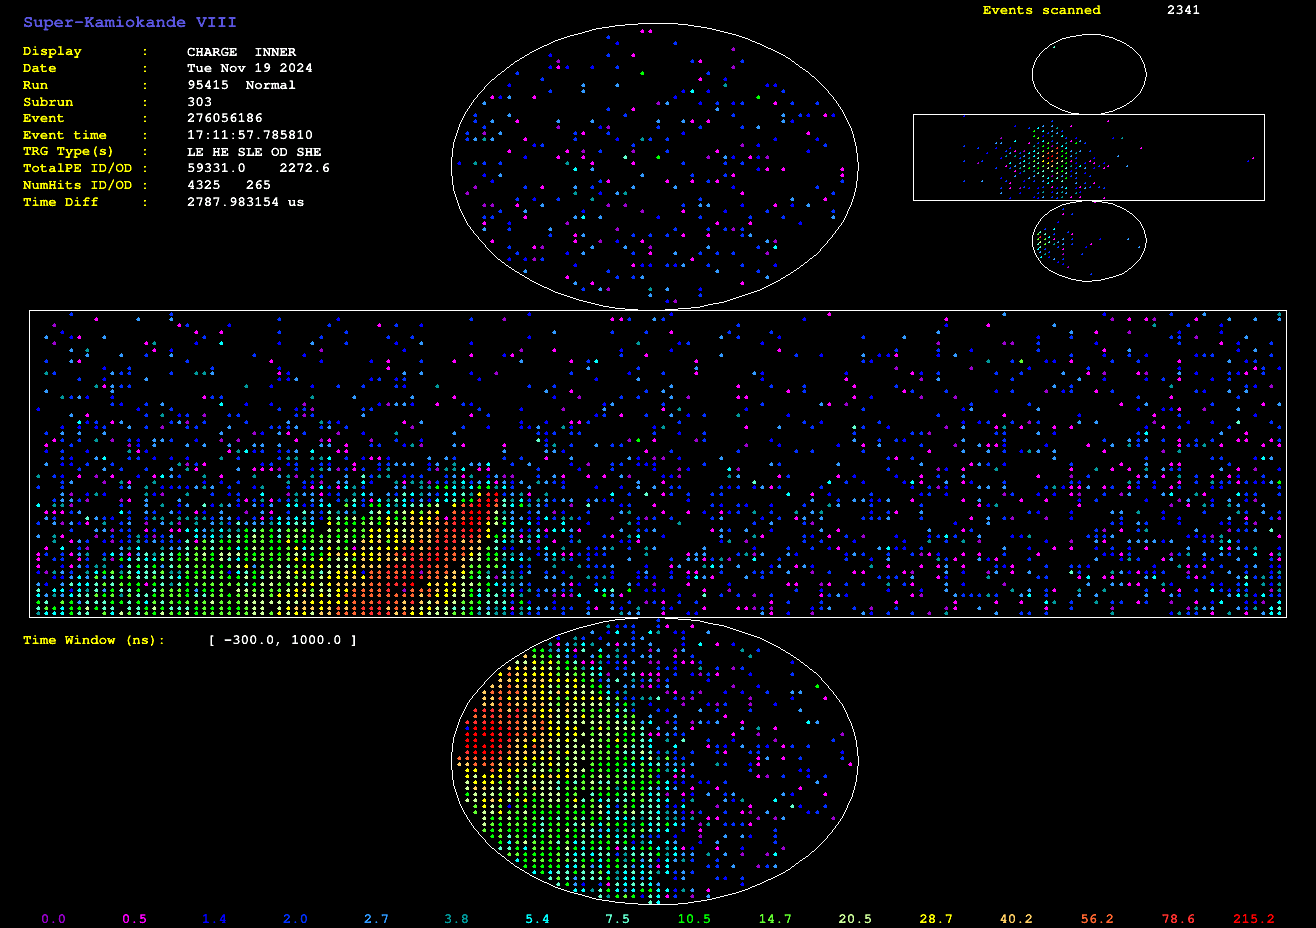 Super-Kamiokande VIII
Events scanned 2341
Display : CHARGE INNER
Date : Tue Nov 19 2024
Run : 95415 Normal
Subrun : 303
Event : 276056186
Event time : 17:11:57.785810
TRG Type(s) : LE HE SLE OD SHE
TotalPE ID/OD : 59331.0 2272.6
NumHits ID/OD : 4325 265
Time Diff : 2787.983154 us
Time Window (ns): [ -300.0, 1000.0 ]
0.0 0.5 1.4 2.0 2.7 3.8 5.4 7.5 10.5 14.7 20.5 28.7 40.2 56.2 78.6 215.2